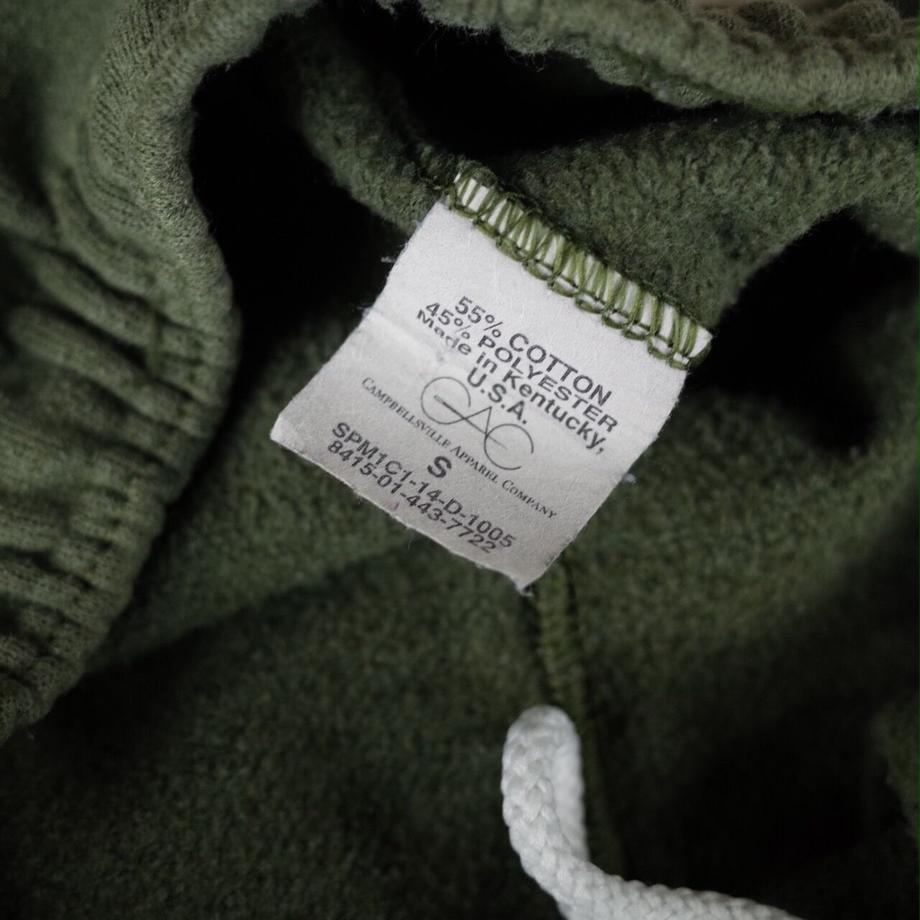 55% COTTON
45% POLYESTER
Made in Kentucky,
U.S.A.
CAC
CAMPBELLSVILLE APPAREL COMPANY
S
SPM1C1-14-D-1005
8415-01-443-7722